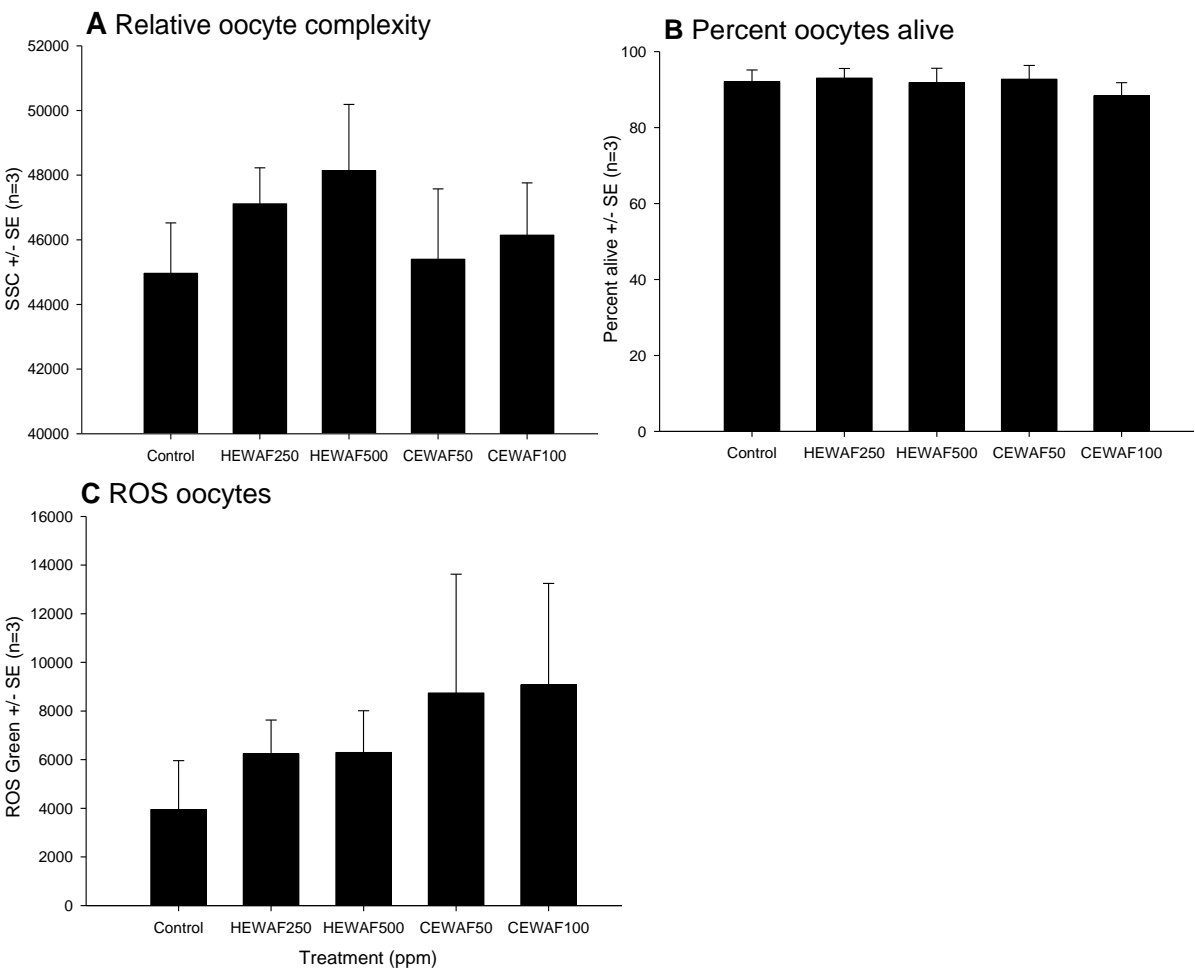 A Relative oocyte complexity
SSC +/- SE (n=3)
52000
50000
48000
46000
44000
42000
40000
Control HEWAF250 HEWAF500 CEWAF50 CEWAF100
B Percent oocytes alive
Percent alive +/- SE (n=3)
100
80
60
40
20
0
Control HEWAF250 HEWAF500 CEWAF50 CEWAF100
C ROS oocytes
ROS Green +/- SE (n=3)
16000
14000
12000
10000
8000
6000
4000
2000
0
Control HEWAF250 HEWAF500 CEWAF50 CEWAF100
Treatment (ppm)